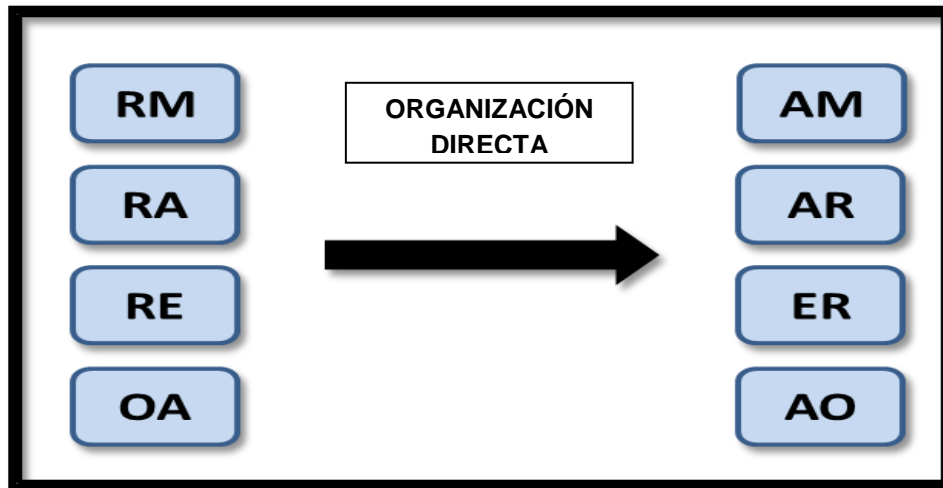 RM
RA
RE
OA
ORGANIZACIÓN
DIRECTA
AM
AR
ER
AO